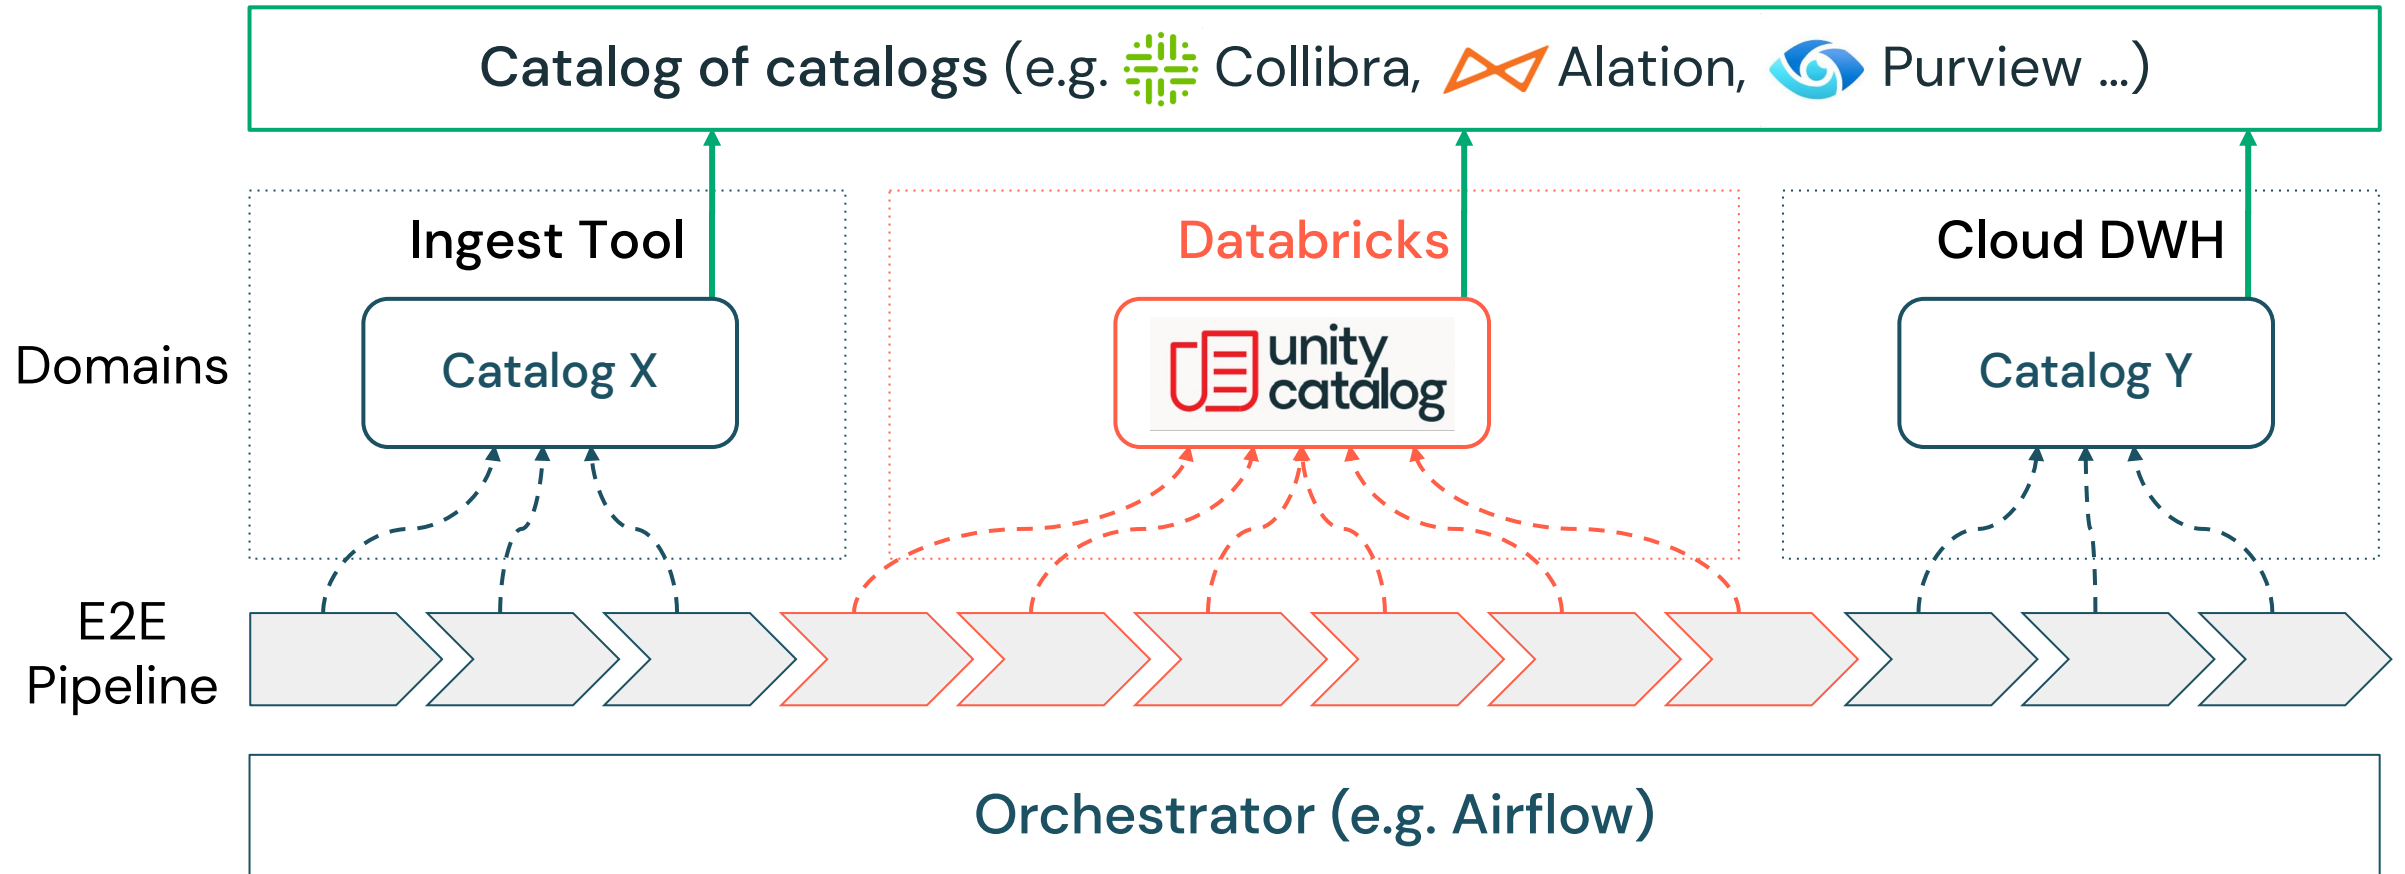 Catalog of catalogs (e.g. Collibra, Alation, Purview ...)
Ingest Tool
Databricks
Cloud DWH
Domains
Catalog X
unity
catalog
Catalog Y
E2E
Pipeline
Orchestrator (e.g. Airflow)